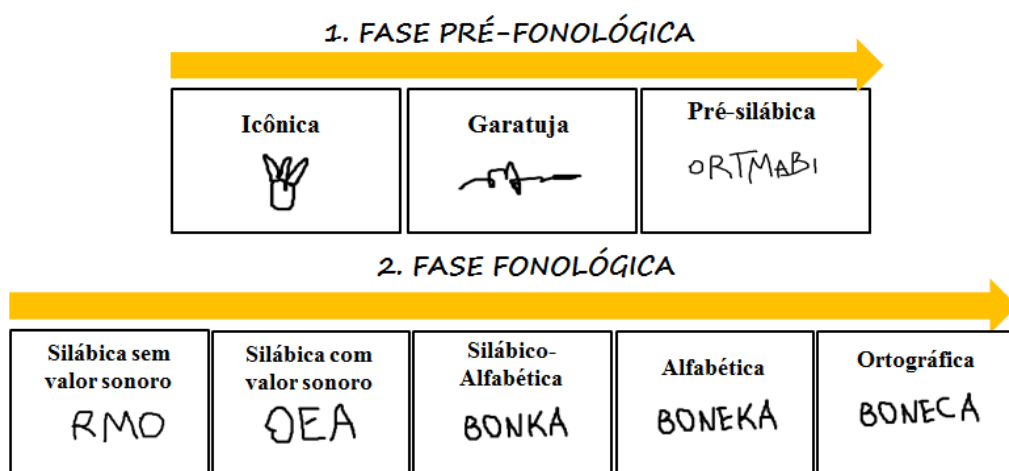 1. FASE PRÉ-FONOLÓGICA
Icônica
Garatuja
Pré-silábica
ORTMABI
2. FASE FONOLÓGICA
Silábica sem
valor sonoro
RMO
Silábica com
valor sonoro
OEA
Silábico-
Alfabética
BONKA
Alfabética
BONEKA
Ortográfica
BONECA